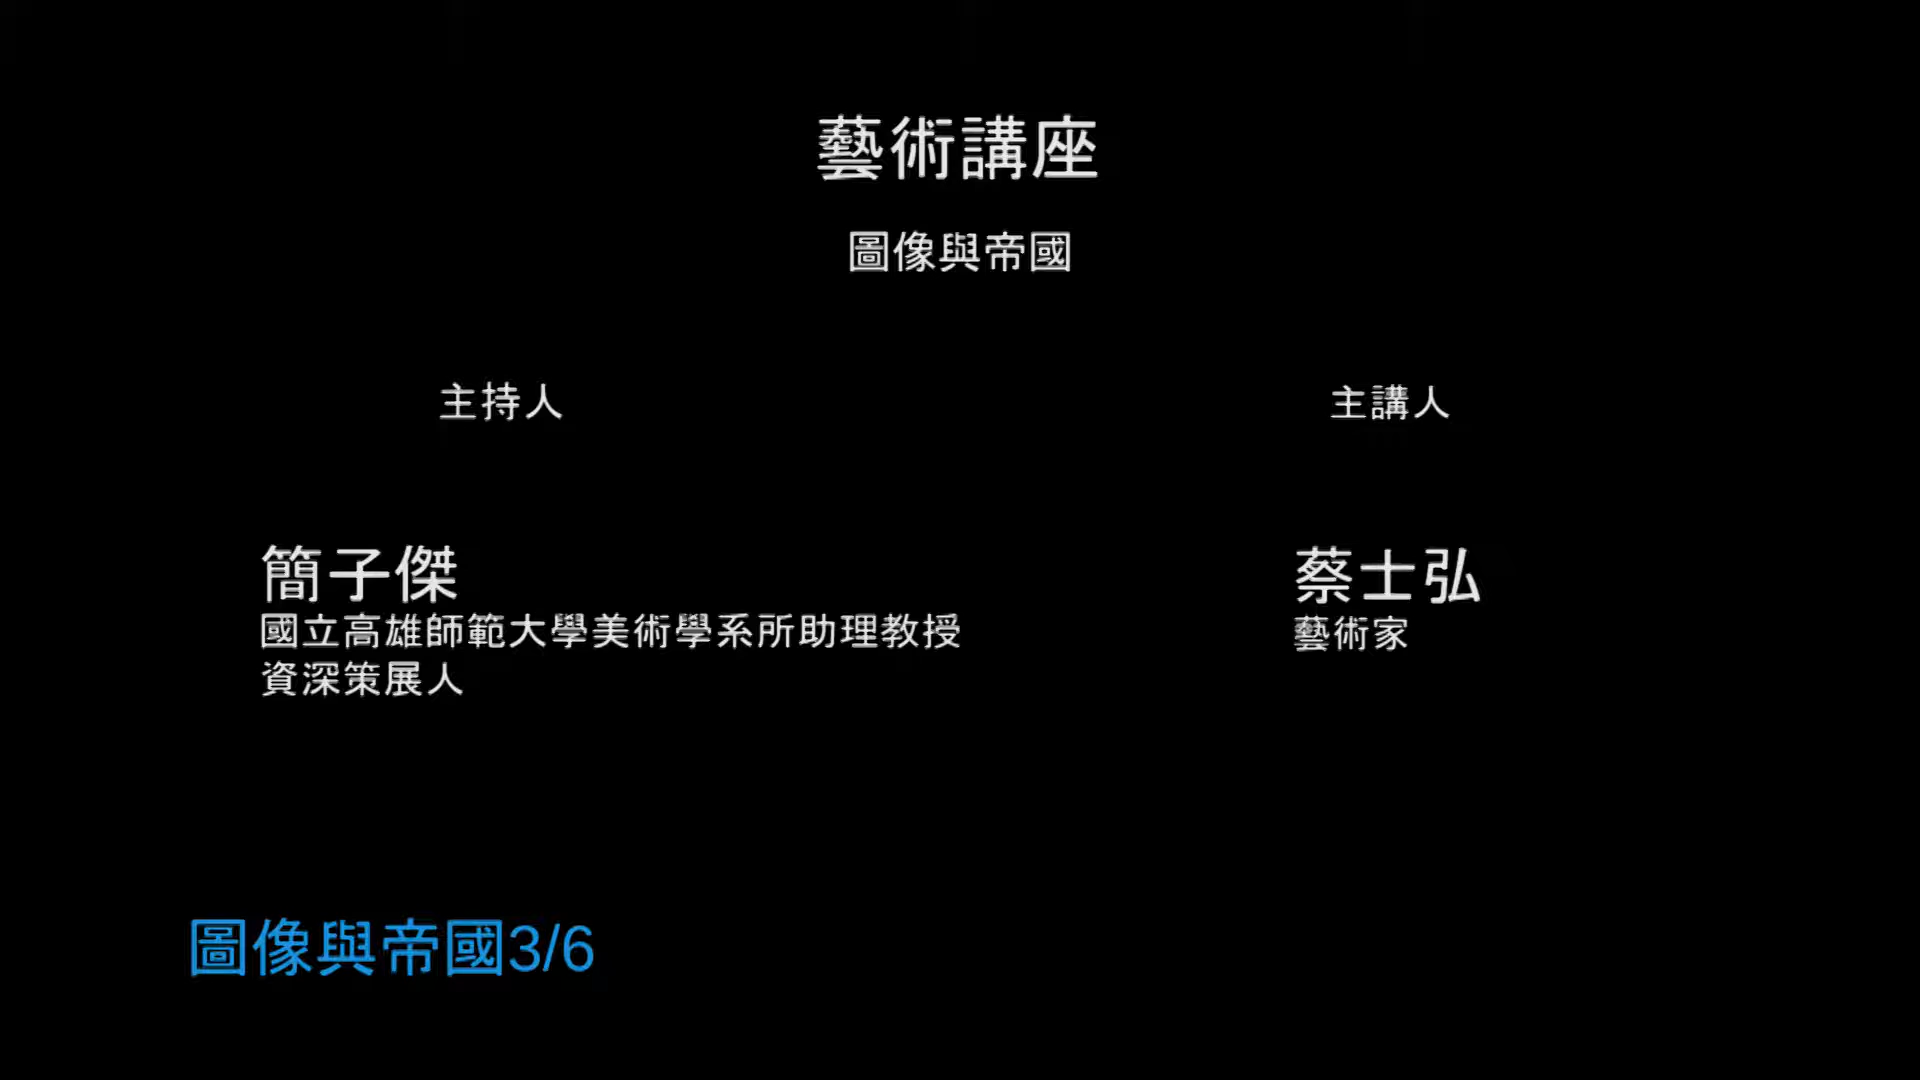 藝術講座
圖像與帝國
主持人
主講人
簡子傑
國立高雄師範大學美術學系所助理教授
資深策展人
蔡士弘
藝術家
圖像與帝國3/6